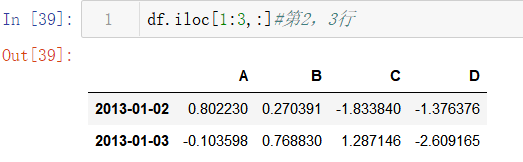 In [39]: 1 df.iloc[1:3,:]#第2，3行
Out[39]:
A B C D
2013-01-02 0.802230 0.270391 -1.833840 -1.376376
2013-01-03 -0.103598 0.768830 1.287146 -2.609165